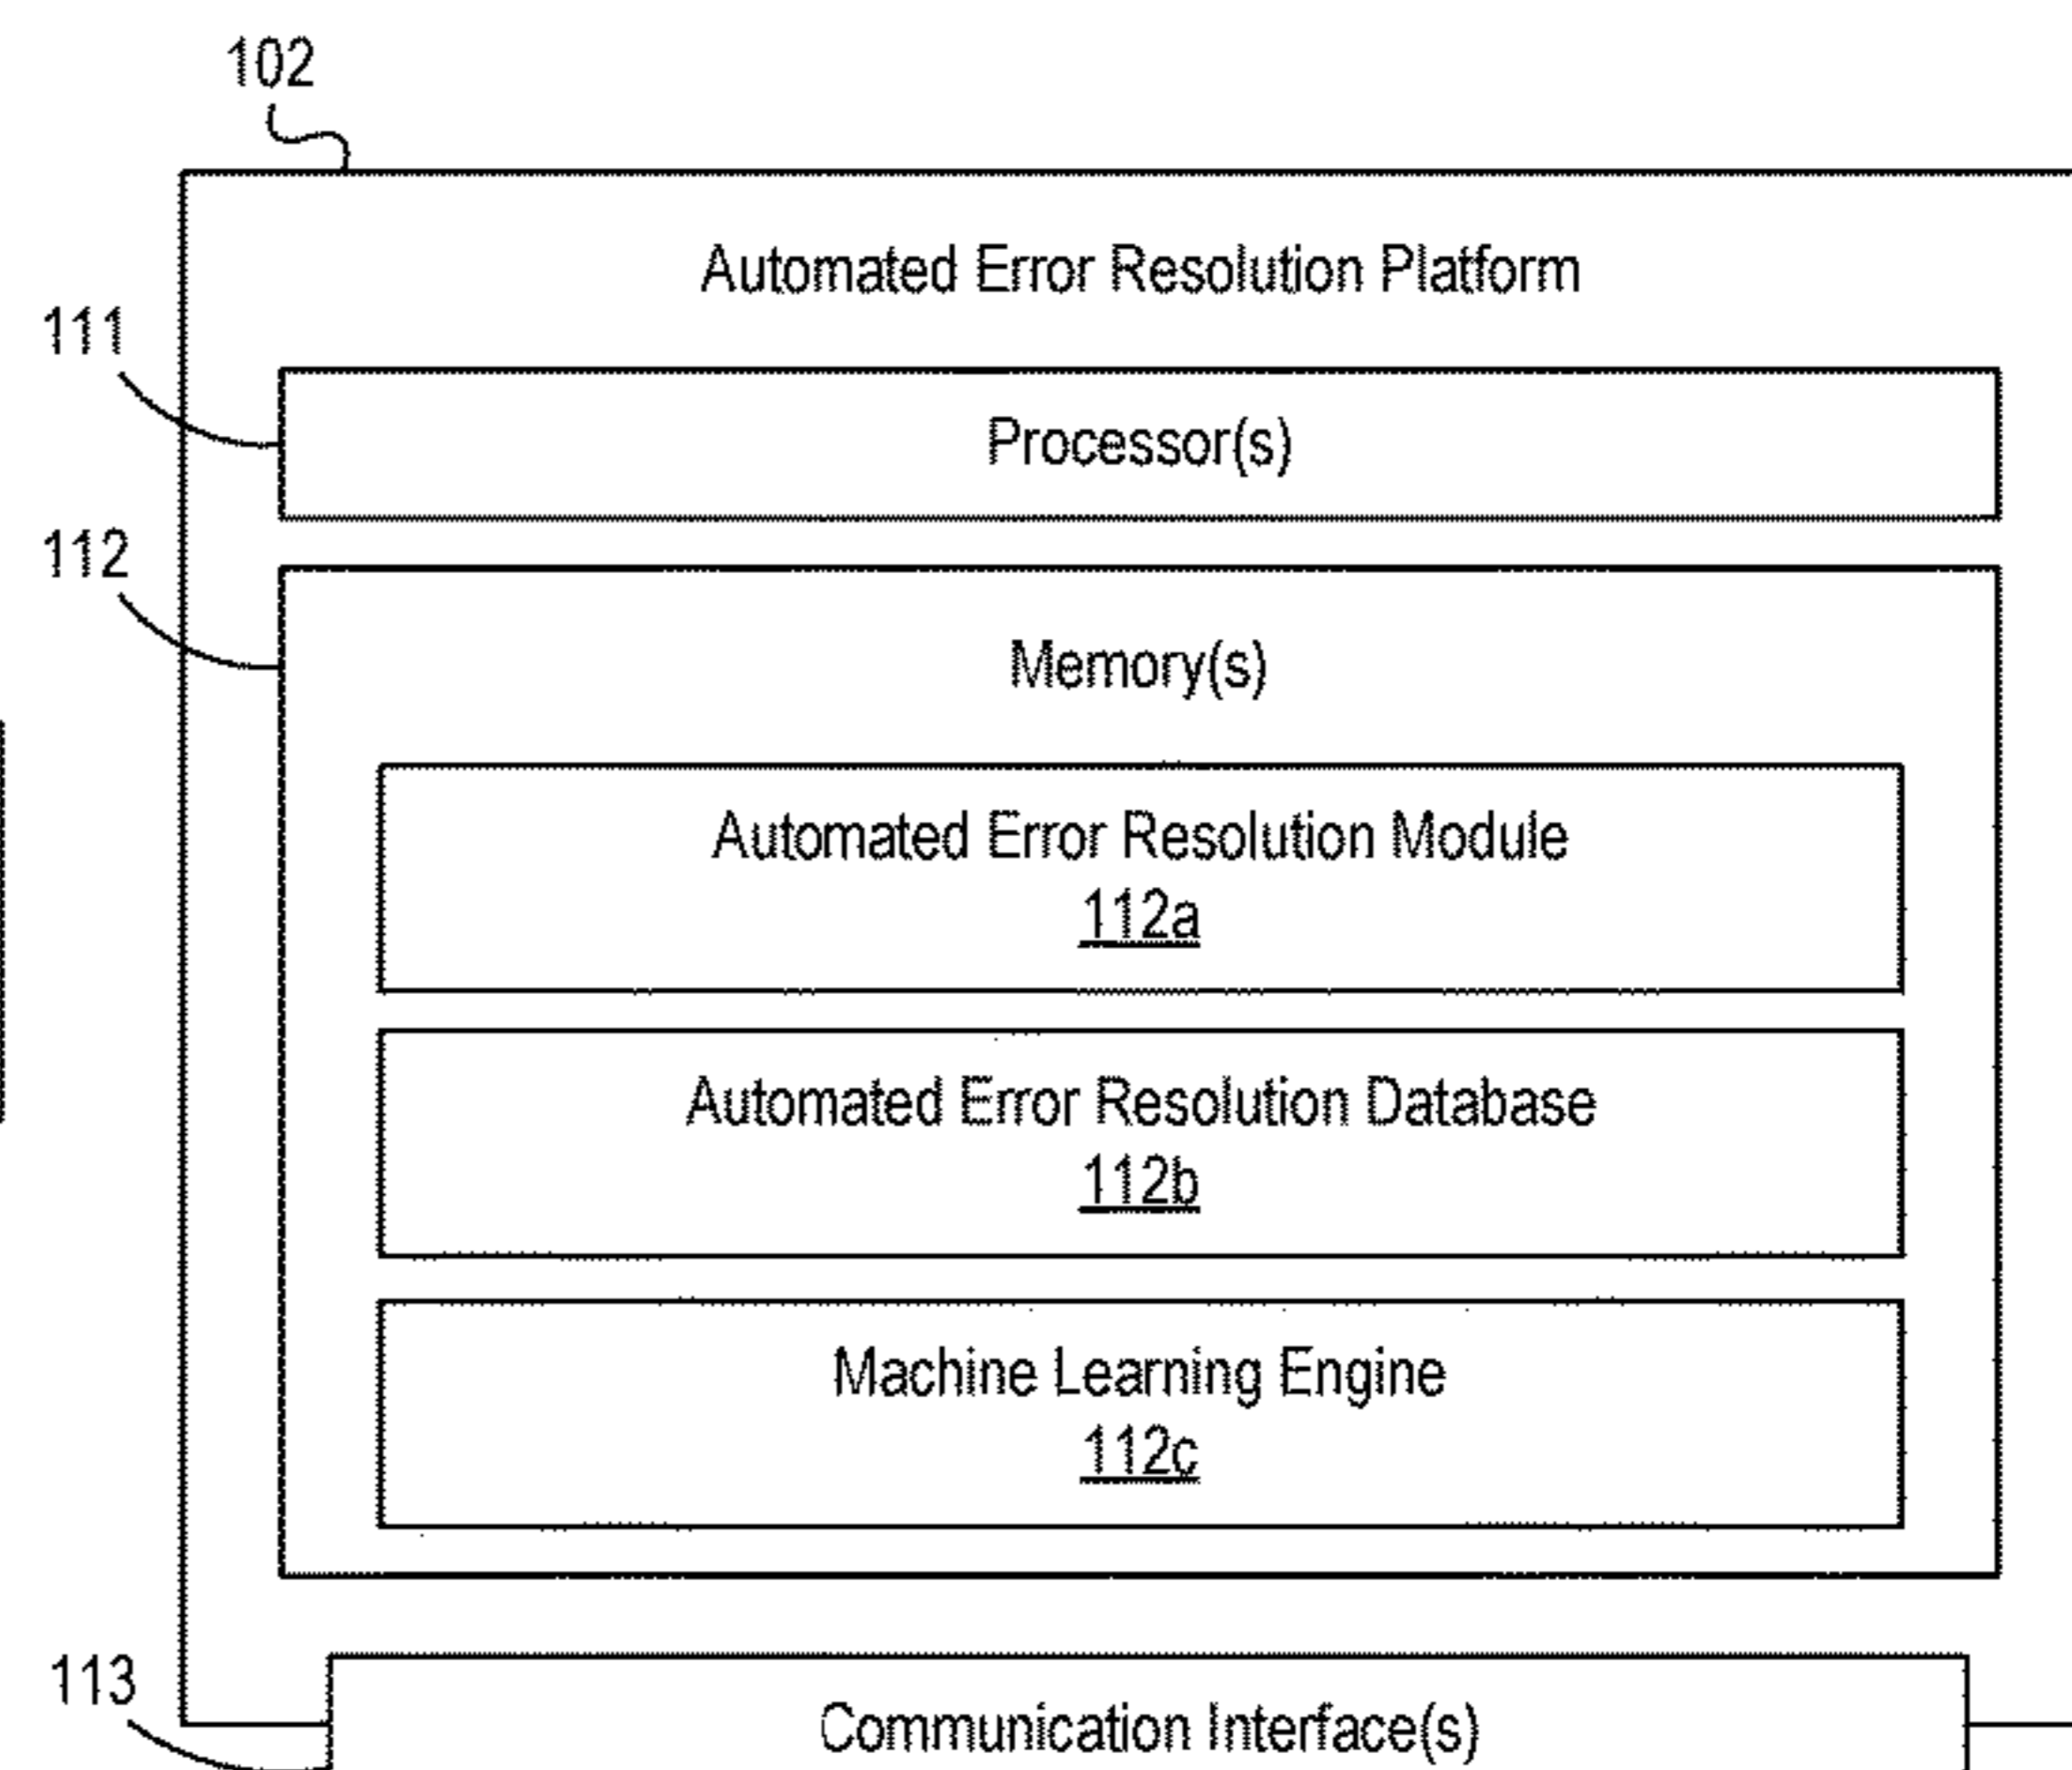 102
Automated Error Resolution Platform
111
Processor(s)
112
Memory(s)
Automated Error Resolution Module
112a
Automated Error Resolution Database
112b
Machine Learning Engine
112c
113
Communication Interface(s)